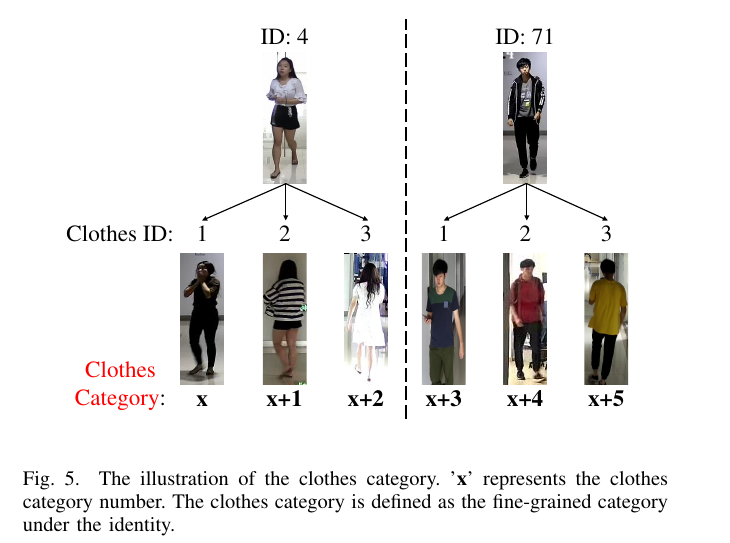 ID: 4 ID: 71
Clothes ID: 1 2 3 1 2 3
Clothes
Category: x x+1 x+2 x+3 x+4 x+5
Fig. 5. The illustration of the clothes category. ’x’ represents the clothes
category number. The clothes category is defined as the fine-grained category
under the identity.